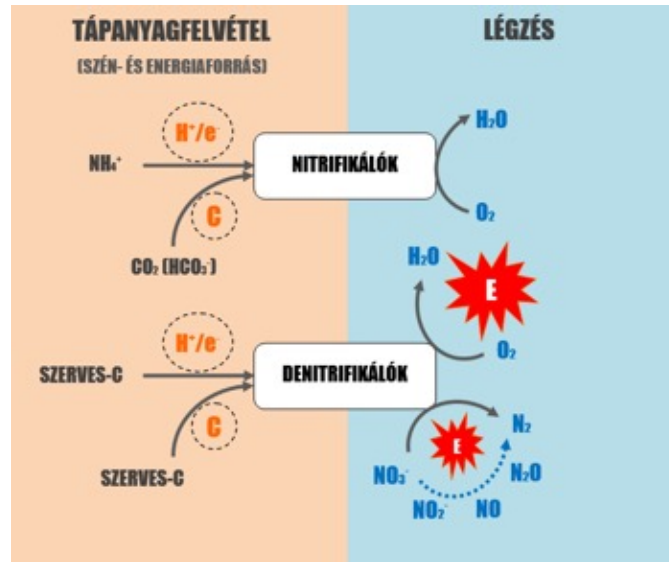 TÁPANYAGFELVÉTEL
(SZÉN- ÉS ENERGIAFORRÁS)
LÉGZÉS
H⁺/e⁻
NH₄⁺
NITRIFIKÁLÓK
H₂O
O₂
C
CO₂ (HCO₃⁻)
H₂O
E
O₂
H⁺/e⁻
SZERVES-C
DENITRIFIKÁLÓK
C
SZERVES-C
E
N₂
NO₃⁻
N₂O
NO₂⁻
NO